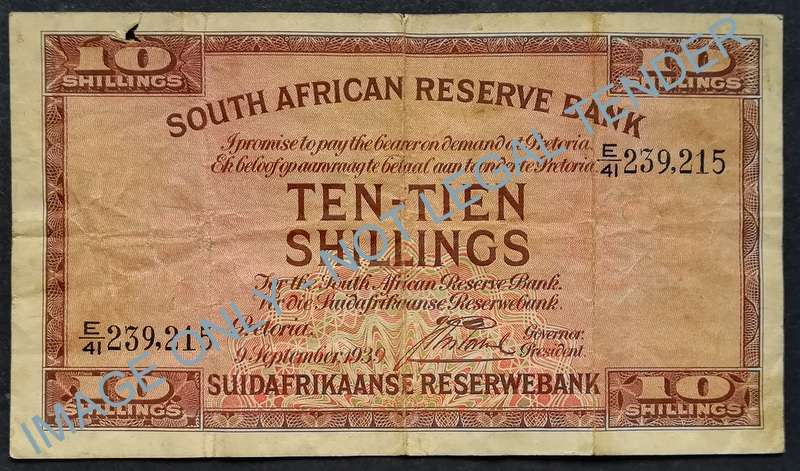 10 SHILLINGS
10 SHILLINGS
SOUTH AFRICAN RESERVE BANK
I promise to pay the bearer on demand at Pretoria.
Ek beloof op aanvraag te betaal aan toonder te Pretoria
E/41 239,215
TEN-TIEN
SHILLINGS
For the South African Reserve Bank.
Vir die Suidafrikaanse Reserwebank.
E/41 239,215
Pretoria.
9 September 1939
Governor.
President.
SUIDAFRIKAANSE RESERWEBANK
10 SHILLINGS
10 SHILLINGS
IMAGE ONLY - NOT LEGAL TENDER